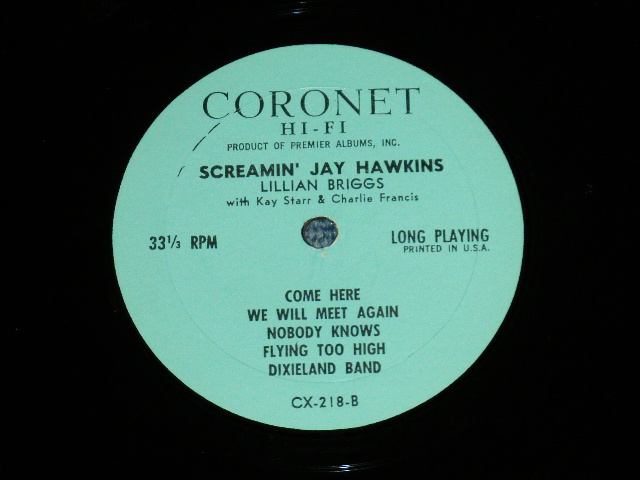 CORONET
HI-FI
PRODUCT OF PREMIER ALBUMS, INC.
SCREAMIN' JAY HAWKINS
LILLIAN BRIGGS
with Kay Starr & Charlie Francis
33⅓ RPM
LONG PLAYING
PRINTED IN U.S.A.
COME HERE
WE WILL MEET AGAIN
NOBODY KNOWS
FLYING TOO HIGH
DIXIELAND BAND
CX-218-B